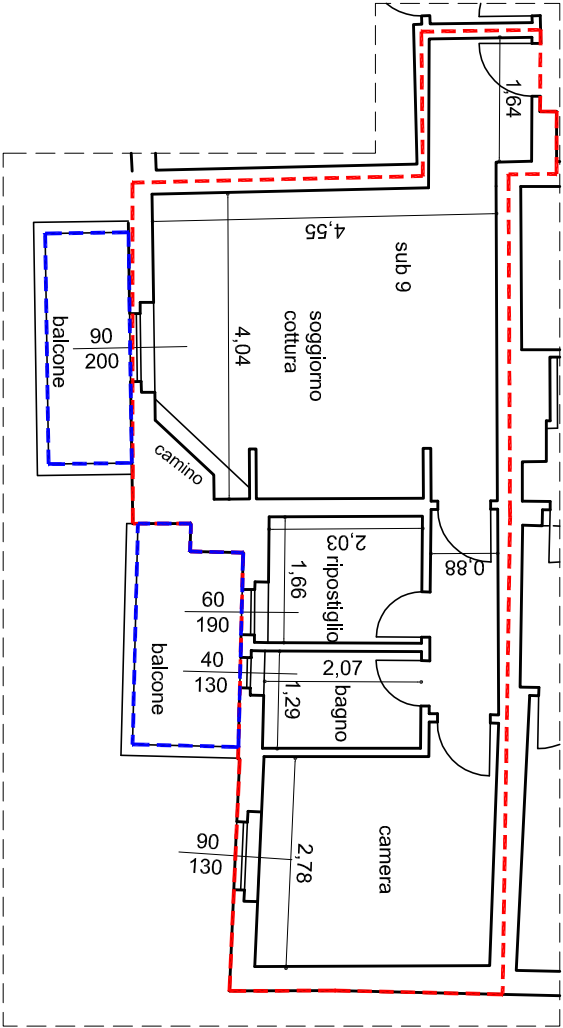 1,64
4,55
sub 9
soggiorno
cottura
4,04
90
200
balcone
camino
2,03
0,88
1,66
ripostiglio
60
190
40
130
2,07
1,29
bagno
balcone
90
130
2,78
camera